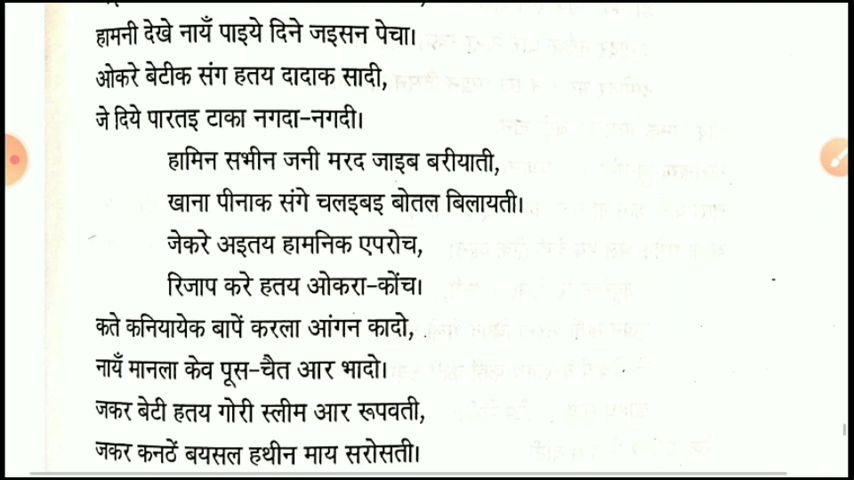 हामनी देखे नायँ पाइये दिने जइसन पेचा।
ओकरे बेटीक संग हतय दादाक सादी,
जे दिये पारतइ टाका नगदा-नगदी।
हामिन सभीन जनी मरद जाइब बरीयाती,
खाना पीनाक संगे चलइबइ बोतल बिलायती।
जेकरे अइतय हामनिक एपरोच,
रिजाप करे हतय ओकरा-कोंच।
कते कनियायेक बापें करला आंगन कादो,
नायँ मानला केव पूस-चैत आर भादो।
जकर बेटी हतय गोरी स्लीम आर रूपवती,
जकर कनठें बयसल हथीन माय सरोसती।